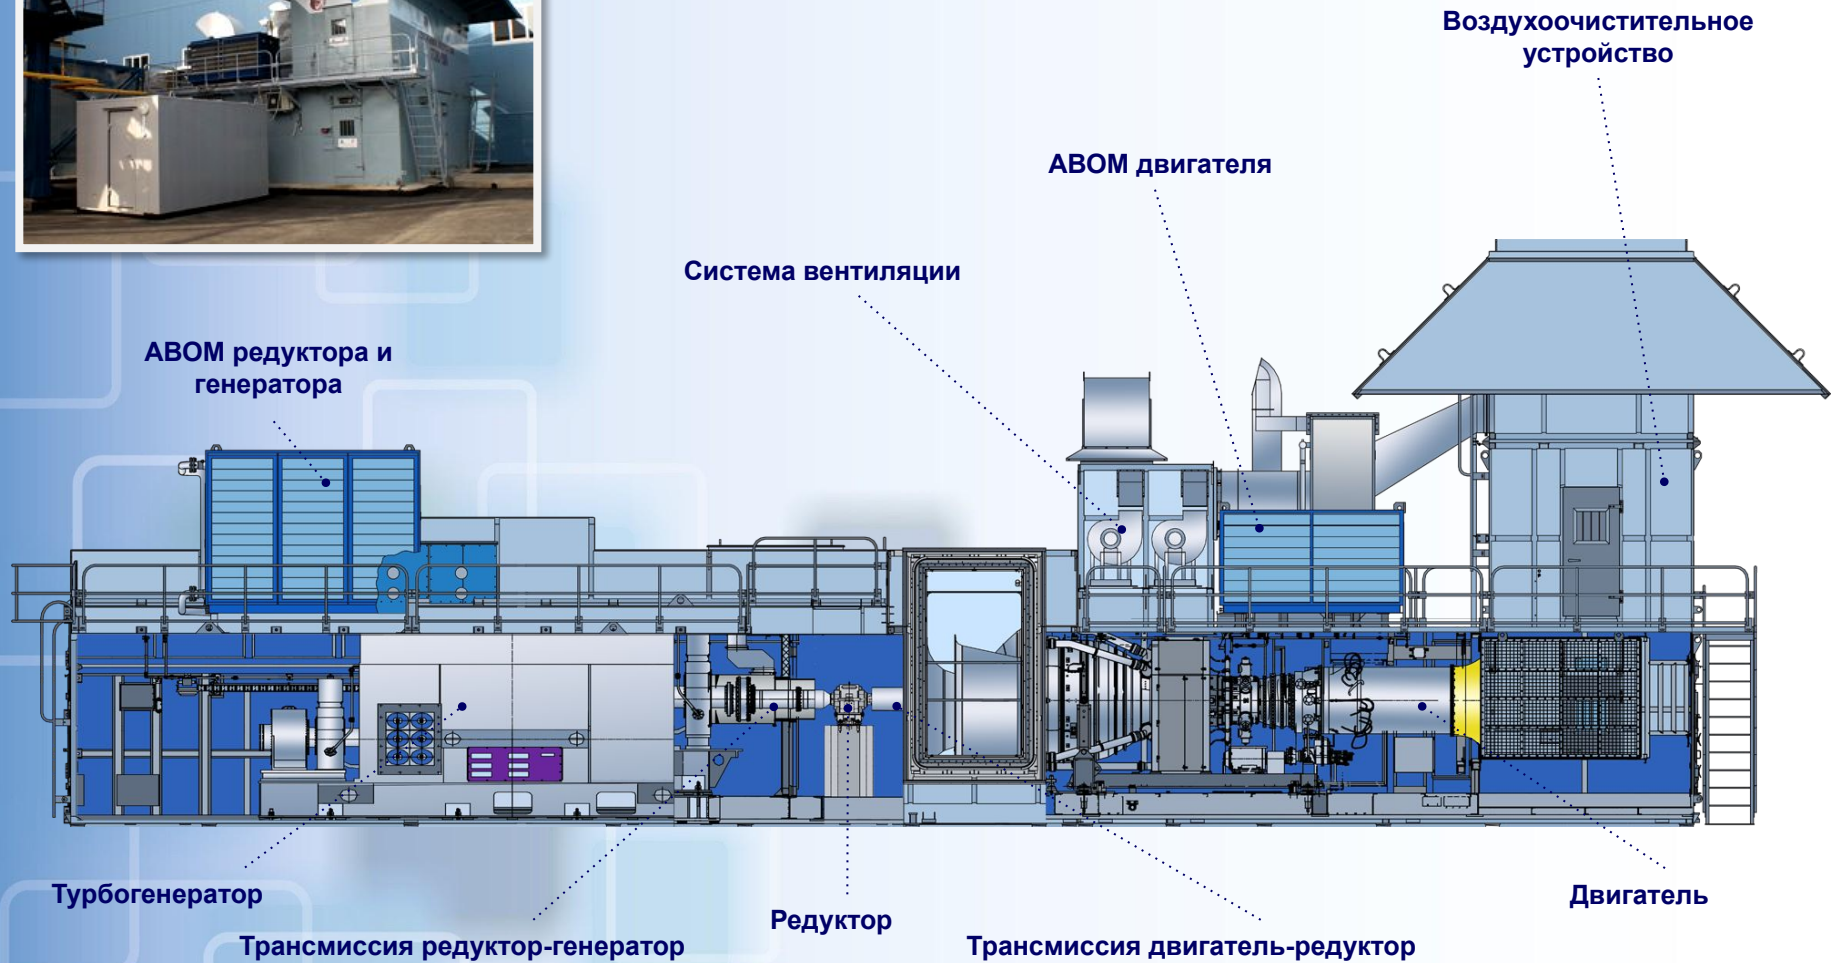 Воздухоочистительное
устройство
АВОМ двигателя
Система вентиляции
АВОМ редуктора и
генератора
Турбогенератор
Трансмиссия редуктор-генератор
Редуктор
Трансмиссия двигатель-редуктор
Двигатель